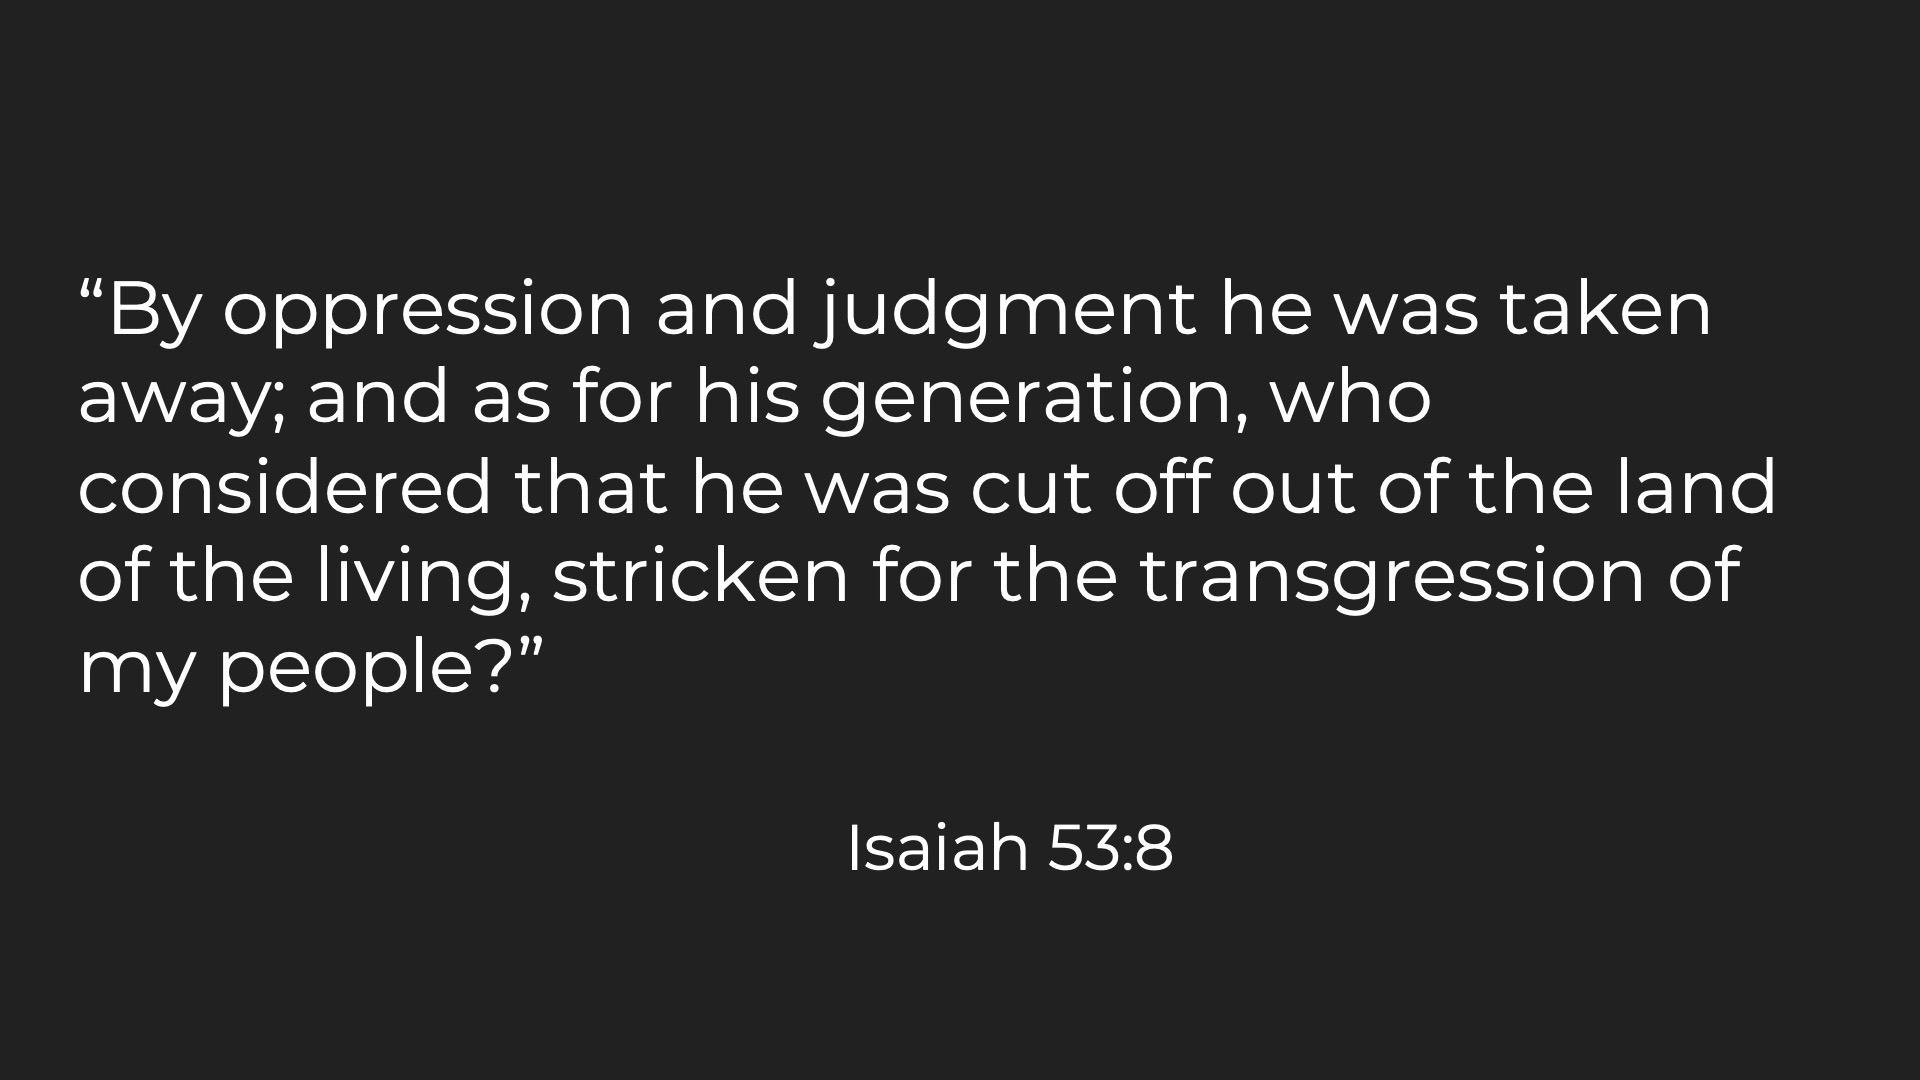 “By oppression and judgment he was taken
away; and as for his generation, who
considered that he was cut off out of the land
of the living, stricken for the transgression of
my people?”
Isaiah 53:8